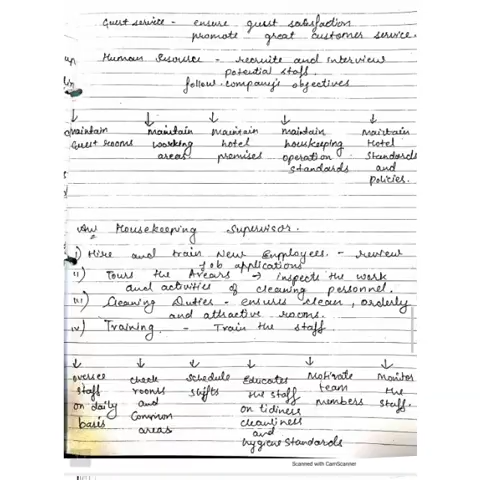 Guest service - ensure guest satisfaction
promote great customer service.
Human Resource - recruite and interview
potential staff.
follow company's objectives
maintain
Guest rooms
maintain
working
areas
maintain
hotel
premises
maintain
housekeeping
operation
standards
maintain
Hotel
Standards
and
policies.
Housekeeping Supervisor.
i) Hire and train New Employees. - review
job applications
ii) Tours the Areas → inspects the work
and activities of cleaning personnel.
iii) Cleaning Duties - ensures clean, orderly
and attractive rooms.
iv) Training - Train the staff
oversee
staff
on daily
basis
check
rooms
and
common
areas
schedule
shifts
Educates
the staff
on tidiness
cleanliness
and
hygiene standards
Motivate
team
members
Monitor
the
staff.
Scanned with CamScanner